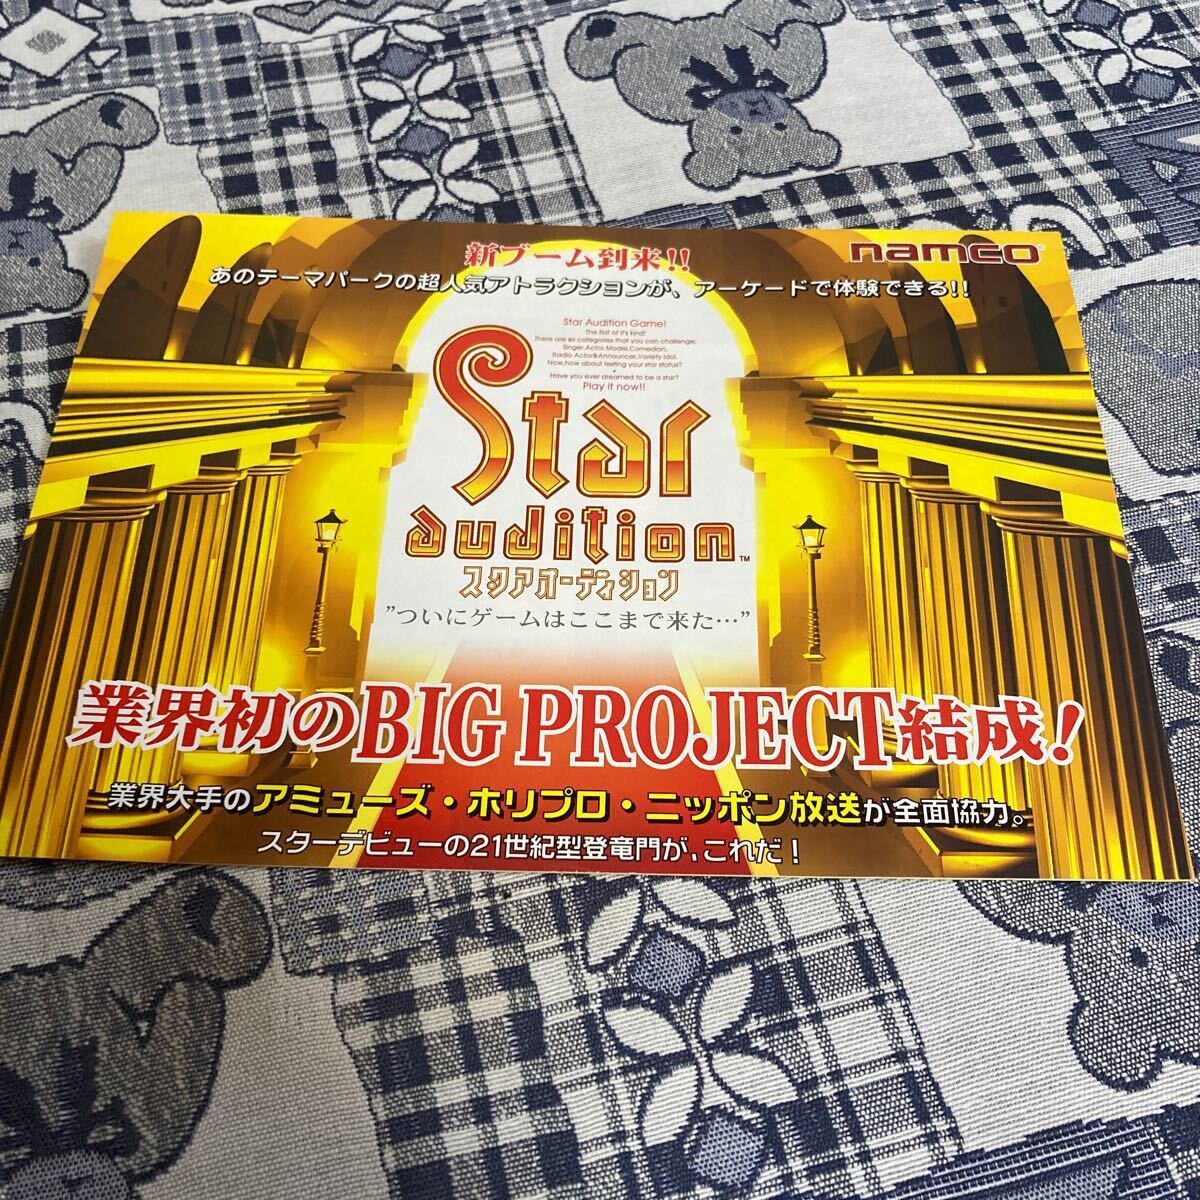 新ブーム到来!!
namco
あのテーマパークの超人気アトラクションが、アーケードで体験できる!!
Star Audition Game!
The first of its kind!
There are six categories that you can challenge;
Singer,Actor,Model,Comedian,
Radio Actor&Announcer,Variety Idol.
Now,how about testing your star status?
Have you ever dreamed to be a star?
Play it now!!
Star
audition™
スタアオーディション
”ついにゲームはここまで来た…”
業界初のBIG PROJECT結成!
業界大手のアミューズ・ホリプロ・ニッポン放送が全面協力。
スターデビューの21世紀型登竜門が、これだ!